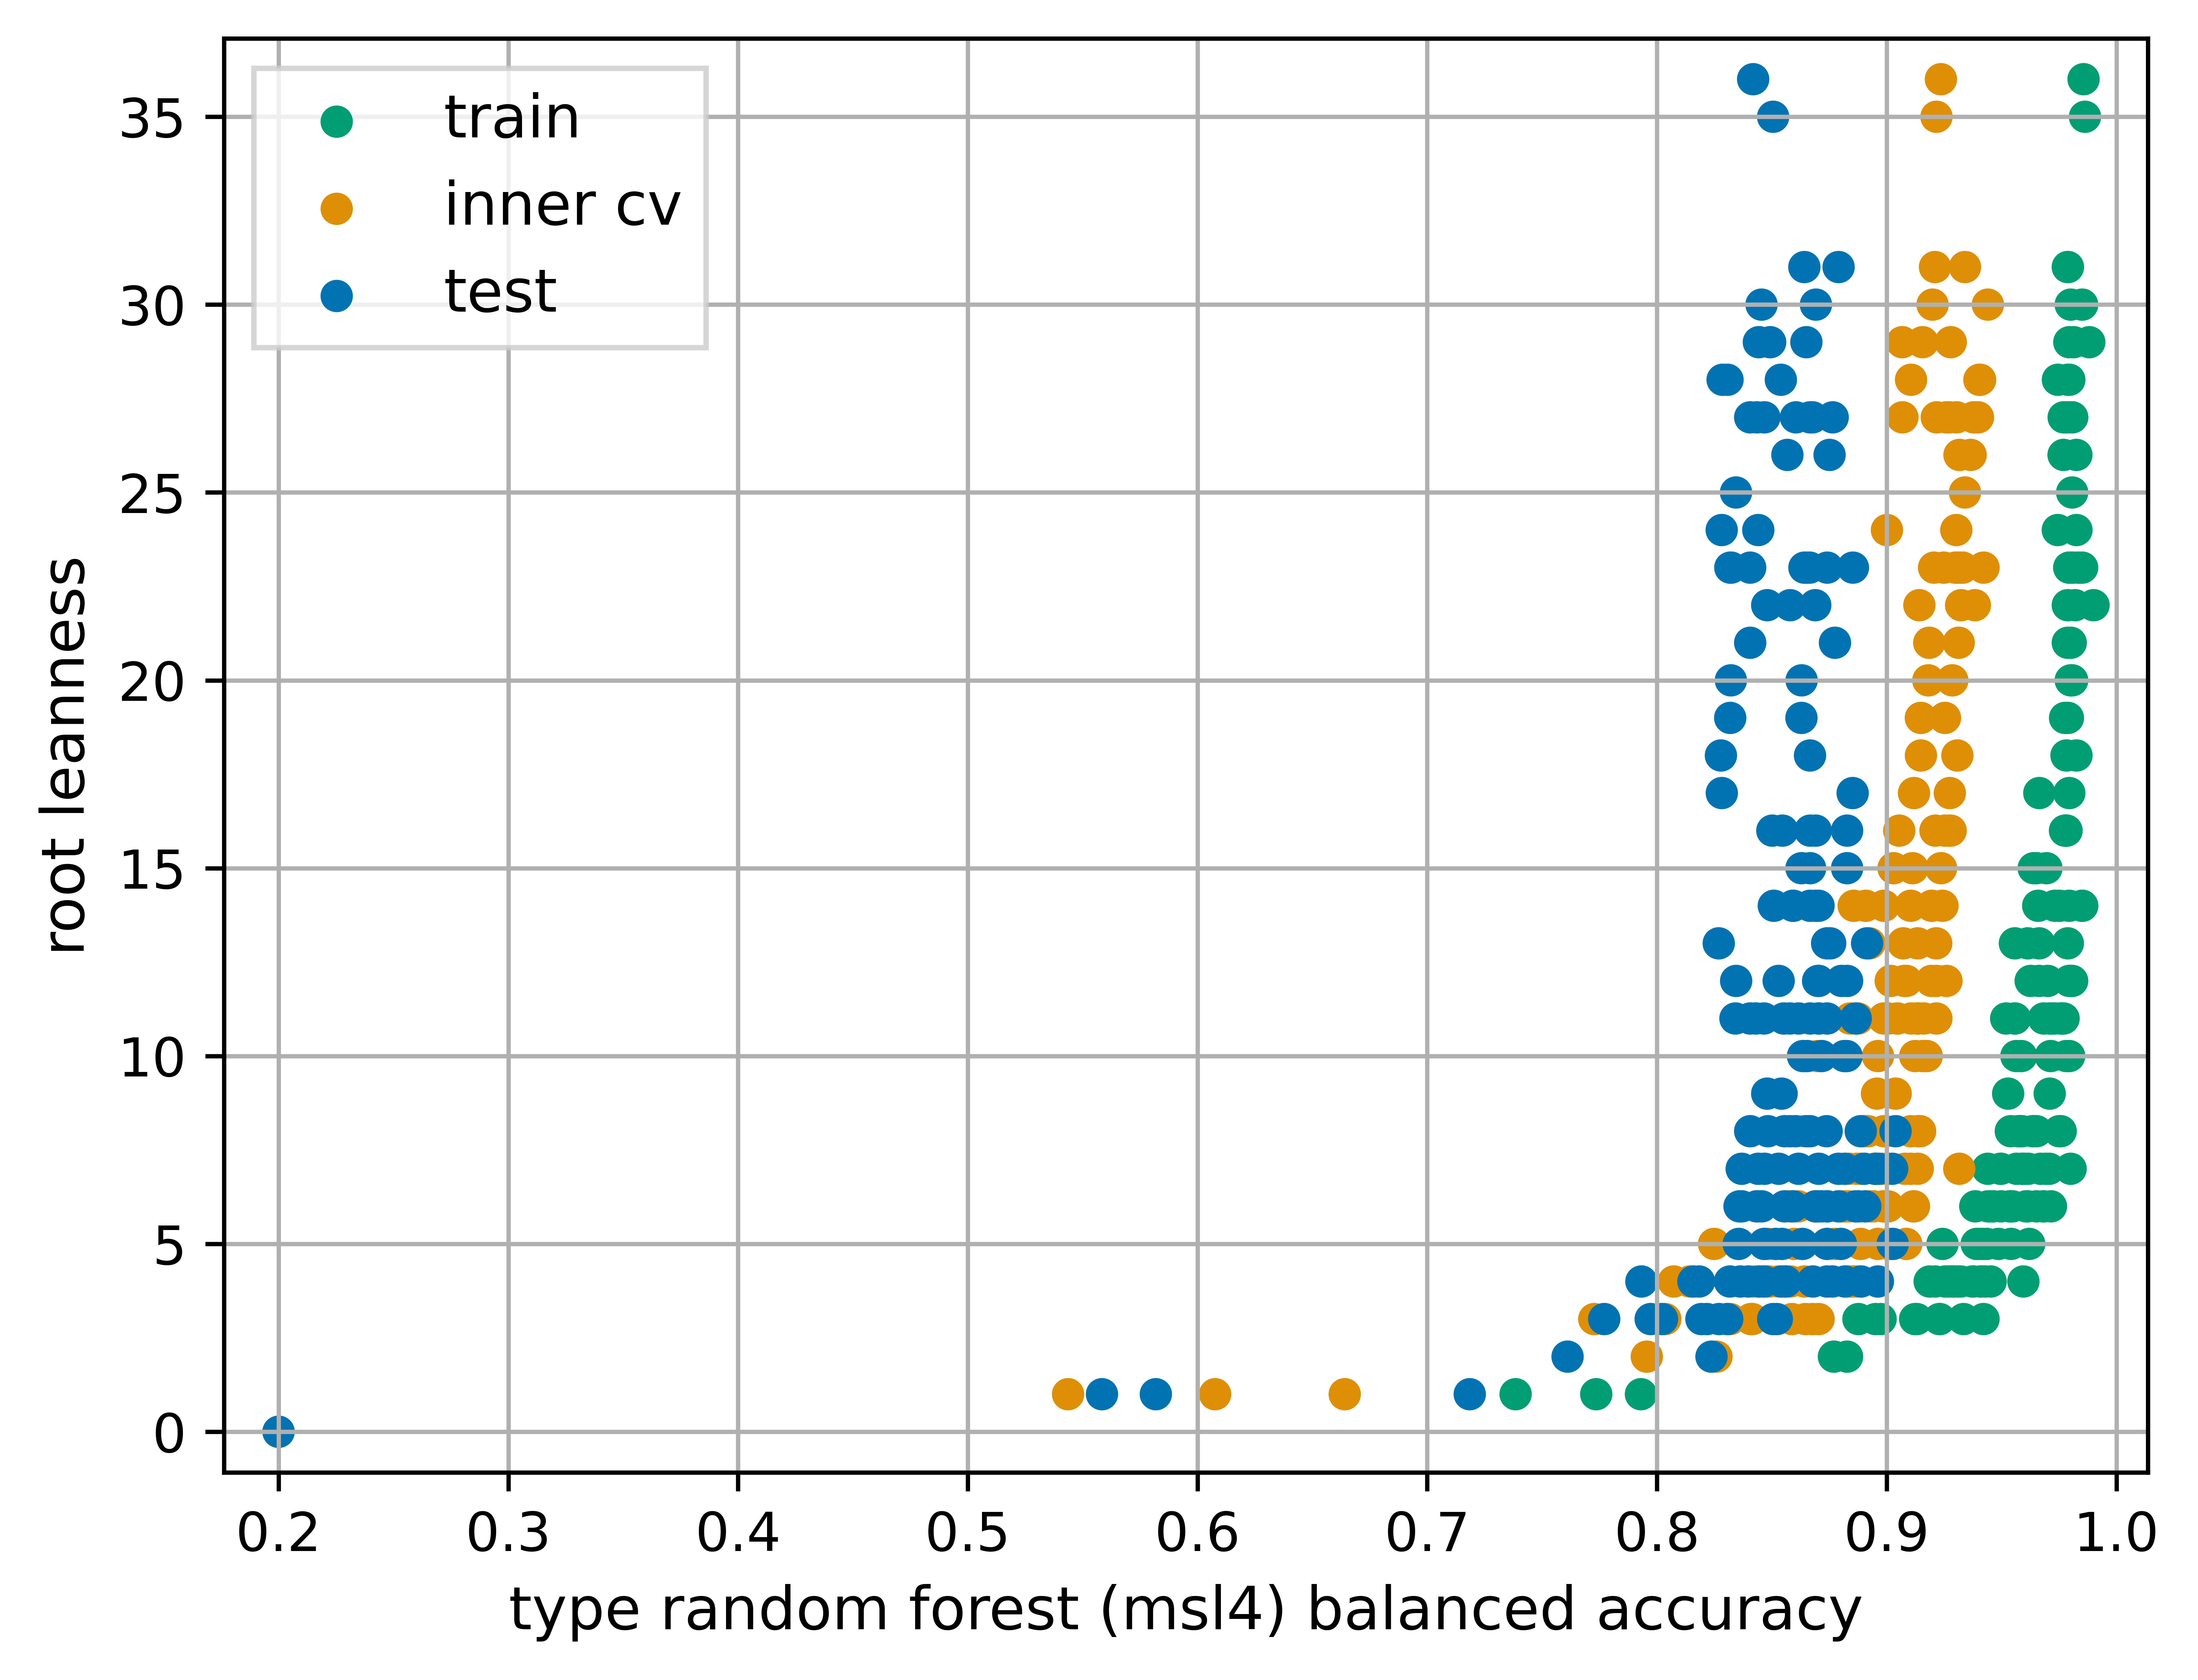 train
inner cv
test
35
30
25
20
15
10
5
0
root leanness
0.2 0.3 0.4 0.5 0.6 0.7 0.8 0.9 1.0
type random forest (msl4) balanced accuracy